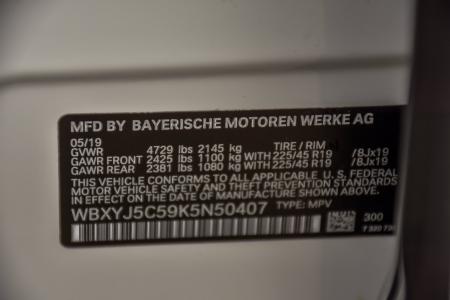 MFD BY BAYERISCHE MOTOREN WERKE AG
05/19 TIRE / RIM
GVWR 4729 lbs 2145 kg
GAWR FRONT 2425 lbs 1100 kg WITH 225/45 R19 /8Jx19
GAWR REAR 2381 lbs 1080 kg WITH 225/45 R19 /8Jx19
THIS VEHICLE CONFORMS TO ALL APPLICABLE U.S. FEDERAL
MOTOR VEHICLE SAFETY AND THEFT PREVENTION STANDARDS
IN EFFECT ON THE DATE OF MANUFACTURE SHOWN ABOVE.
WBXYJ5C59K5N50407 TYPE: MPV
300